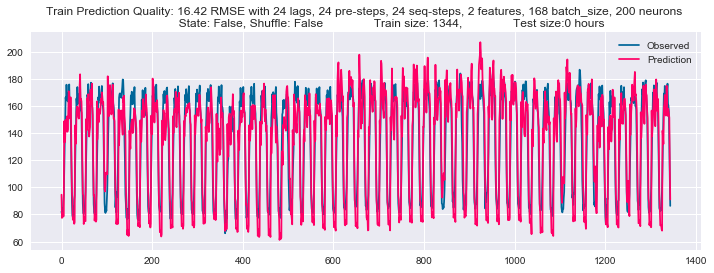 Train Prediction Quality: 16.42 RMSE with 24 lags, 24 pre-steps, 24 seq-steps, 2 features, 168 batch_size, 200 neurons
State: False, Shuffle: False Train size: 1344, Test size:0 hours
Observed
Prediction
200
180
160
140
120
100
80
60
0 200 400 600 800 1000 1200 1400